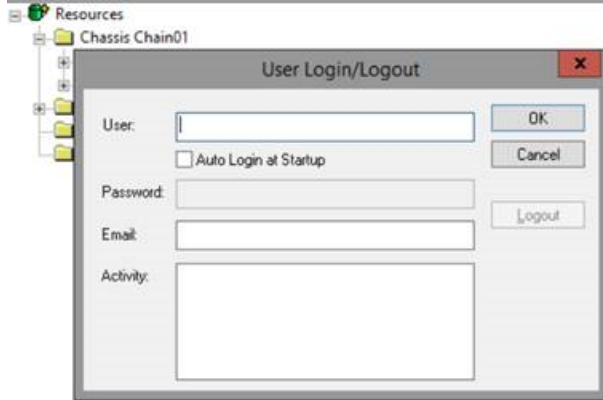 Resources
Chassis Chain01
User Login/Logout
x
User:
OK
Auto Login at Startup
Cancel
Password:
Logout
Email:
Activity: